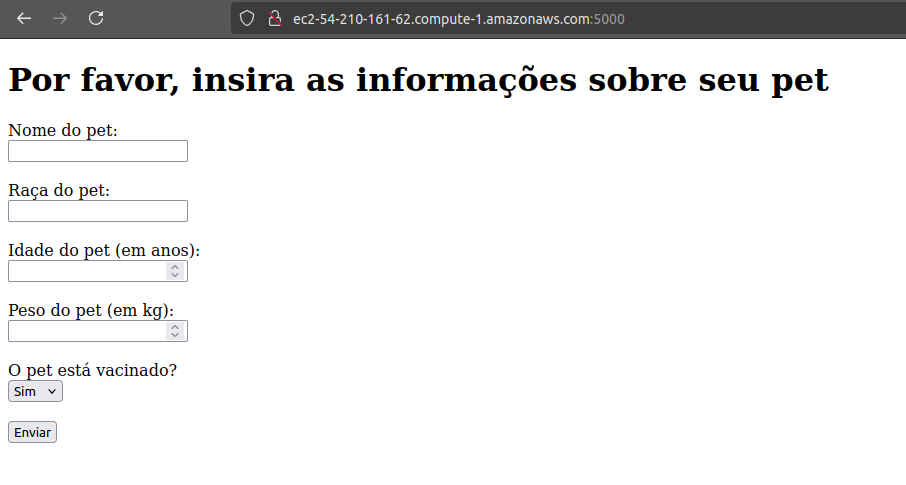 ec2-54-210-161-62.compute-1.amazonaws.com:5000
Por favor, insira as informações sobre seu pet
Nome do pet:
Raça do pet:
Idade do pet (em anos):
Peso do pet (em kg):
O pet está vacinado?
Sim
Enviar